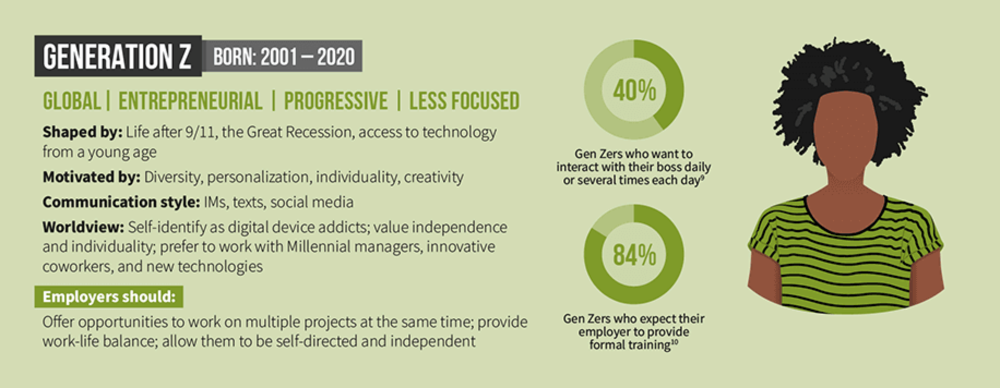 GENERATION Z BORN: 2001 – 2020
GLOBAL | ENTREPRENEURIAL | PROGRESSIVE | LESS FOCUSED
Shaped by: Life after 9/11, the Great Recession, access to technology
from a young age
Motivated by: Diversity, personalization, individuality, creativity
Communication style: IMs, texts, social media
Worldview: Self-identify as digital device addicts; value independence
and individuality; prefer to work with Millennial managers, innovative
coworkers, and new technologies
Employers should:
Offer opportunities to work on multiple projects at the same time; provide
work-life balance; allow them to be self-directed and independent
40%
Gen Zers who want to
interact with their boss daily
or several times each day⁹
84%
Gen Zers who expect their
employer to provide
formal training¹⁰